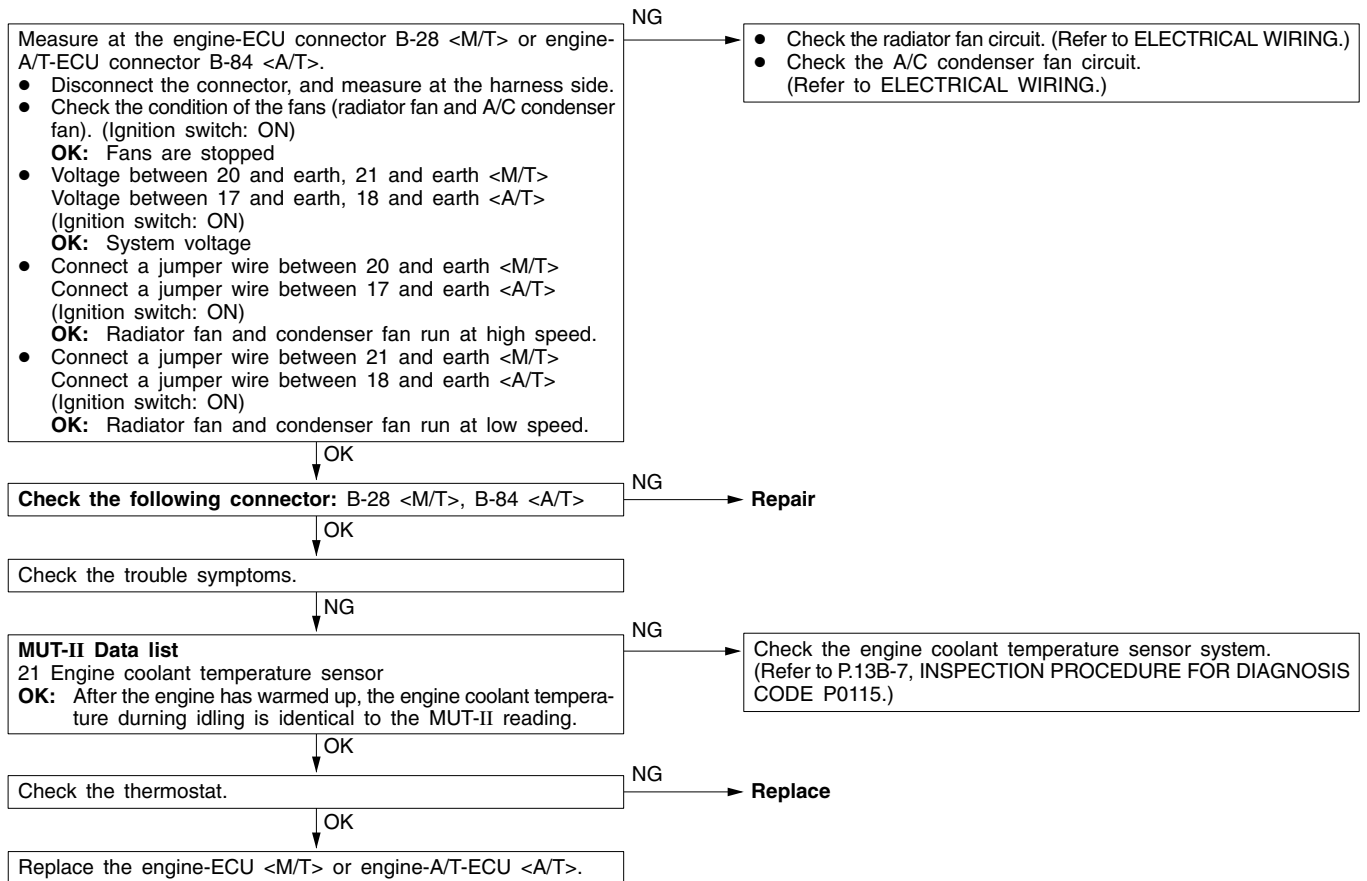 Measure at the engine-ECU connector B-28 <M/T> or engine-
A/T-ECU connector B-84 <A/T>.
● Disconnect the connector, and measure at the harness side.
● Check the condition of the fans (radiator fan and A/C condenser
fan). (Ignition switch: ON)
OK: Fans are stopped
● Voltage between 20 and earth, 21 and earth <M/T>
Voltage between 17 and earth, 18 and earth <A/T>
(Ignition switch: ON)
OK: System voltage
● Connect a jumper wire between 20 and earth <M/T>
Connect a jumper wire between 17 and earth <A/T>
(Ignition switch: ON)
OK: Radiator fan and condenser fan run at high speed.
● Connect a jumper wire between 21 and earth <M/T>
Connect a jumper wire between 18 and earth <A/T>
(Ignition switch: ON)
OK: Radiator fan and condenser fan run at low speed.
NG
● Check the radiator fan circuit. (Refer to ELECTRICAL WIRING.)
● Check the A/C condenser fan circuit.
(Refer to ELECTRICAL WIRING.)
OK
Check the following connector: B-28 <M/T>, B-84 <A/T>
NG
Repair
OK
Check the trouble symptoms.
NG
MUT-II Data list
21 Engine coolant temperature sensor
OK: After the engine has warmed up, the engine coolant tempera-
ture durning idling is identical to the MUT-II reading.
NG
Check the engine coolant temperature sensor system.
(Refer to P.13B-7, INSPECTION PROCEDURE FOR DIAGNOSIS
CODE P0115.)
OK
Check the thermostat.
NG
Replace
OK
Replace the engine-ECU <M/T> or engine-A/T-ECU <A/T>.